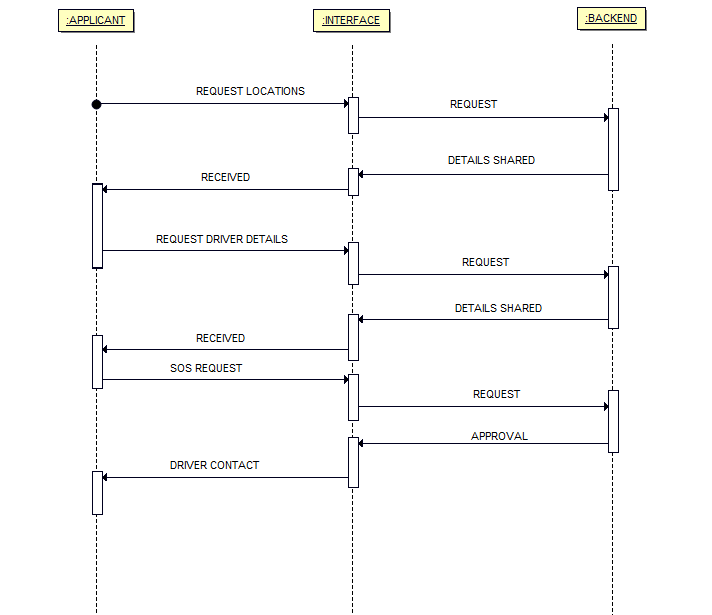 :APPLICANT
:INTERFACE
:BACKEND
REQUEST LOCATIONS
REQUEST
DETAILS SHARED
RECEIVED
REQUEST DRIVER DETAILS
REQUEST
DETAILS SHARED
RECEIVED
SOS REQUEST
REQUEST
APPROVAL
DRIVER CONTACT